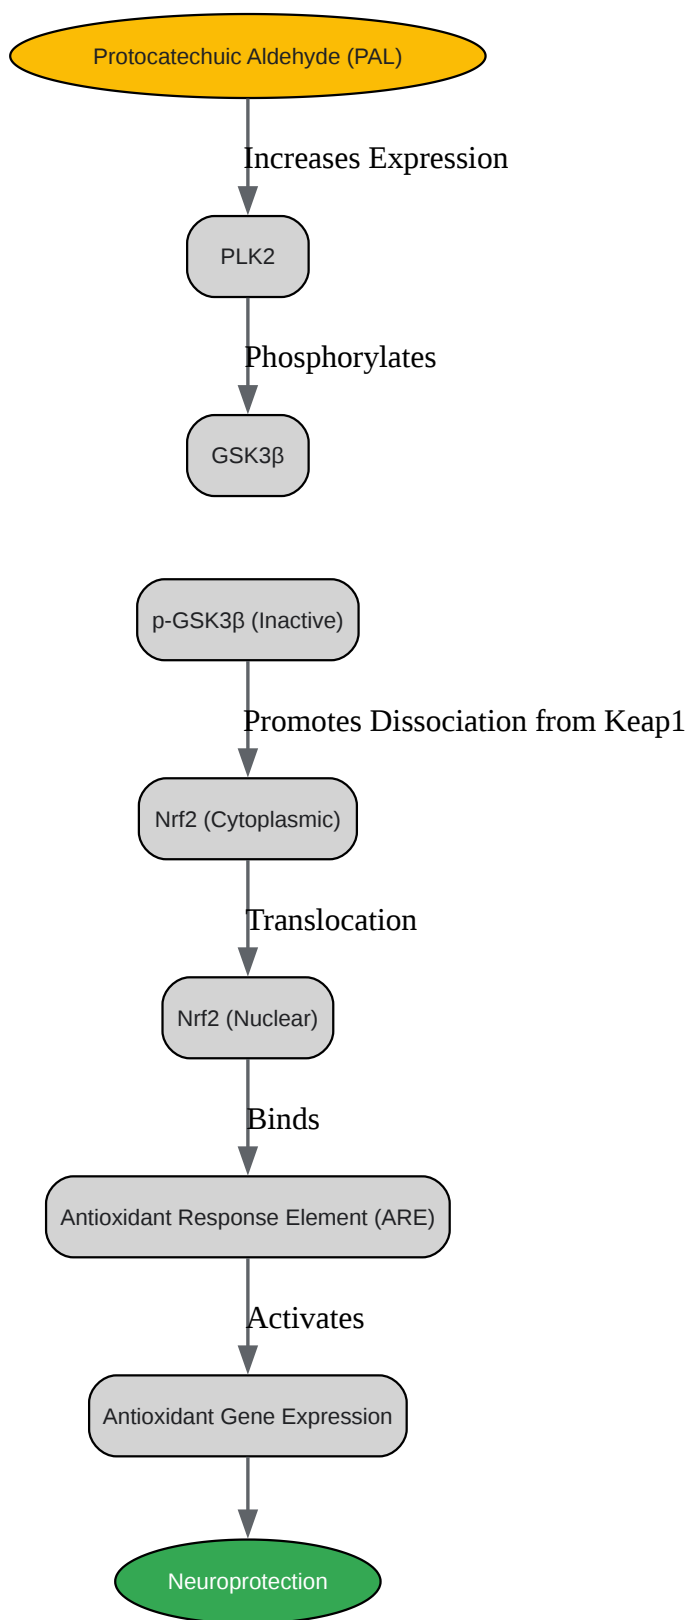 Protocatechuic Aldehyde (PAL)
Increases Expression
PLK2
Phosphorylates
GSK3β
p-GSK3β (Inactive)
Promotes Dissociation from Keap1
Nrf2 (Cytoplasmic)
Translocation
Nrf2 (Nuclear)
Binds
Antioxidant Response Element (ARE)
Activates
Antioxidant Gene Expression
Neuroprotection